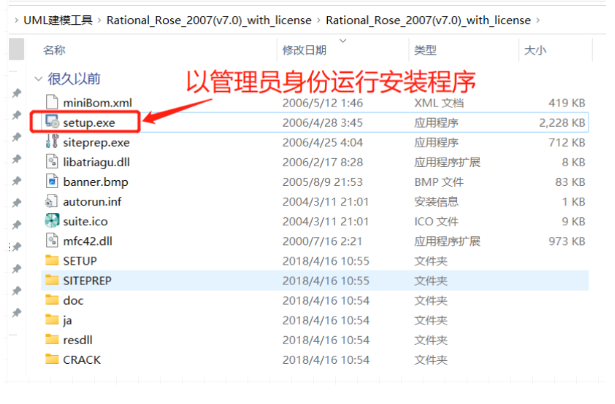 › UML建模工具 › Rational_Rose_2007(v7.0)_with_license › Rational_Rose_2007(v7.0)_with_license ›
名称 修改日期 类型 大小
很久以前
以管理员身份运行安装程序
miniBom.xml 2006/5/12 1:46 XML 文档 419 KB
setup.exe 2006/4/28 3:45 应用程序 2,228 KB
siteprep.exe 2006/4/25 4:04 应用程序 712 KB
libatriagu.dll 2006/2/17 8:28 应用程序扩展 8 KB
banner.bmp 2005/8/9 21:53 BMP 文件 83 KB
autorun.inf 2004/3/11 21:01 安装信息 1 KB
suite.ico 2004/3/11 21:01 ICO 文件 9 KB
mfc42.dll 2000/7/16 2:21 应用程序扩展 973 KB
SETUP 2018/4/16 10:55 文件夹
SITEPREP 2018/4/16 10:55 文件夹
doc 2018/4/16 10:54 文件夹
ja 2018/4/16 10:54 文件夹
resdll 2018/4/16 10:54 文件夹
CRACK 2018/4/16 10:54 文件夹